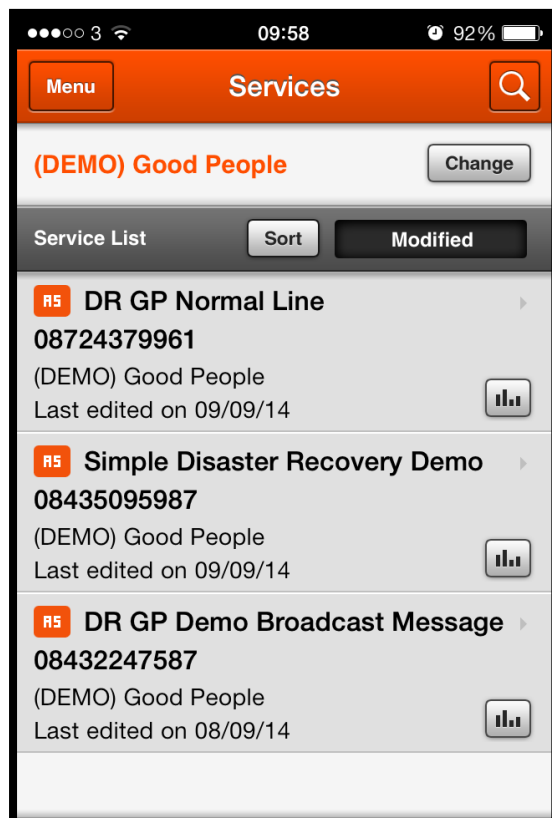 3 09:58 92%
Menu Services
(DEMO) Good People Change
Service List Sort Modified
AS DR GP Normal Line
08724379961
(DEMO) Good People
Last edited on 09/09/14
AS Simple Disaster Recovery Demo
08435095987
(DEMO) Good People
Last edited on 09/09/14
AS DR GP Demo Broadcast Message
08432247587
(DEMO) Good People
Last edited on 08/09/14